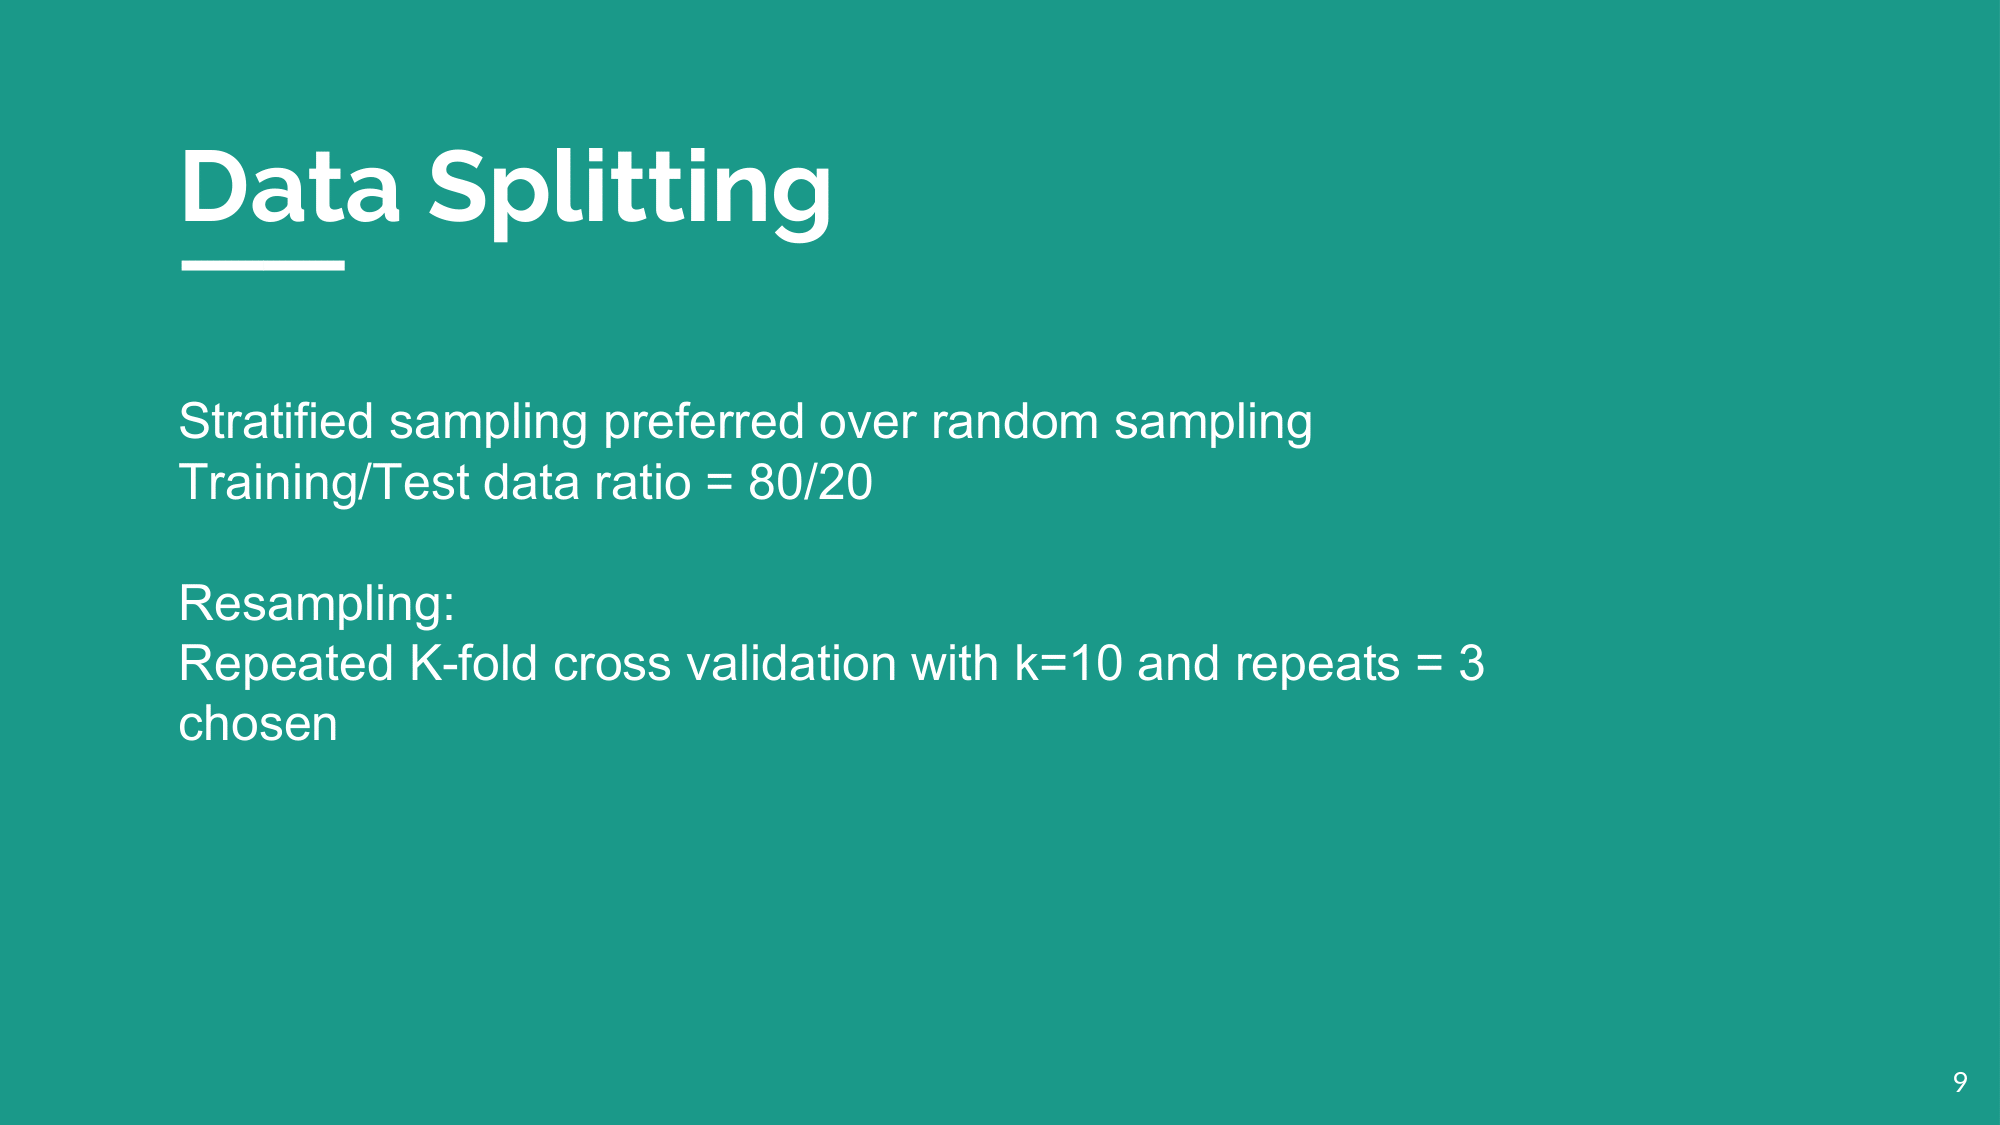 Data Splitting
Stratified sampling preferred over random sampling
Training/Test data ratio = 80/20
Resampling:
Repeated K-fold cross validation with k=10 and repeats = 3
chosen
9